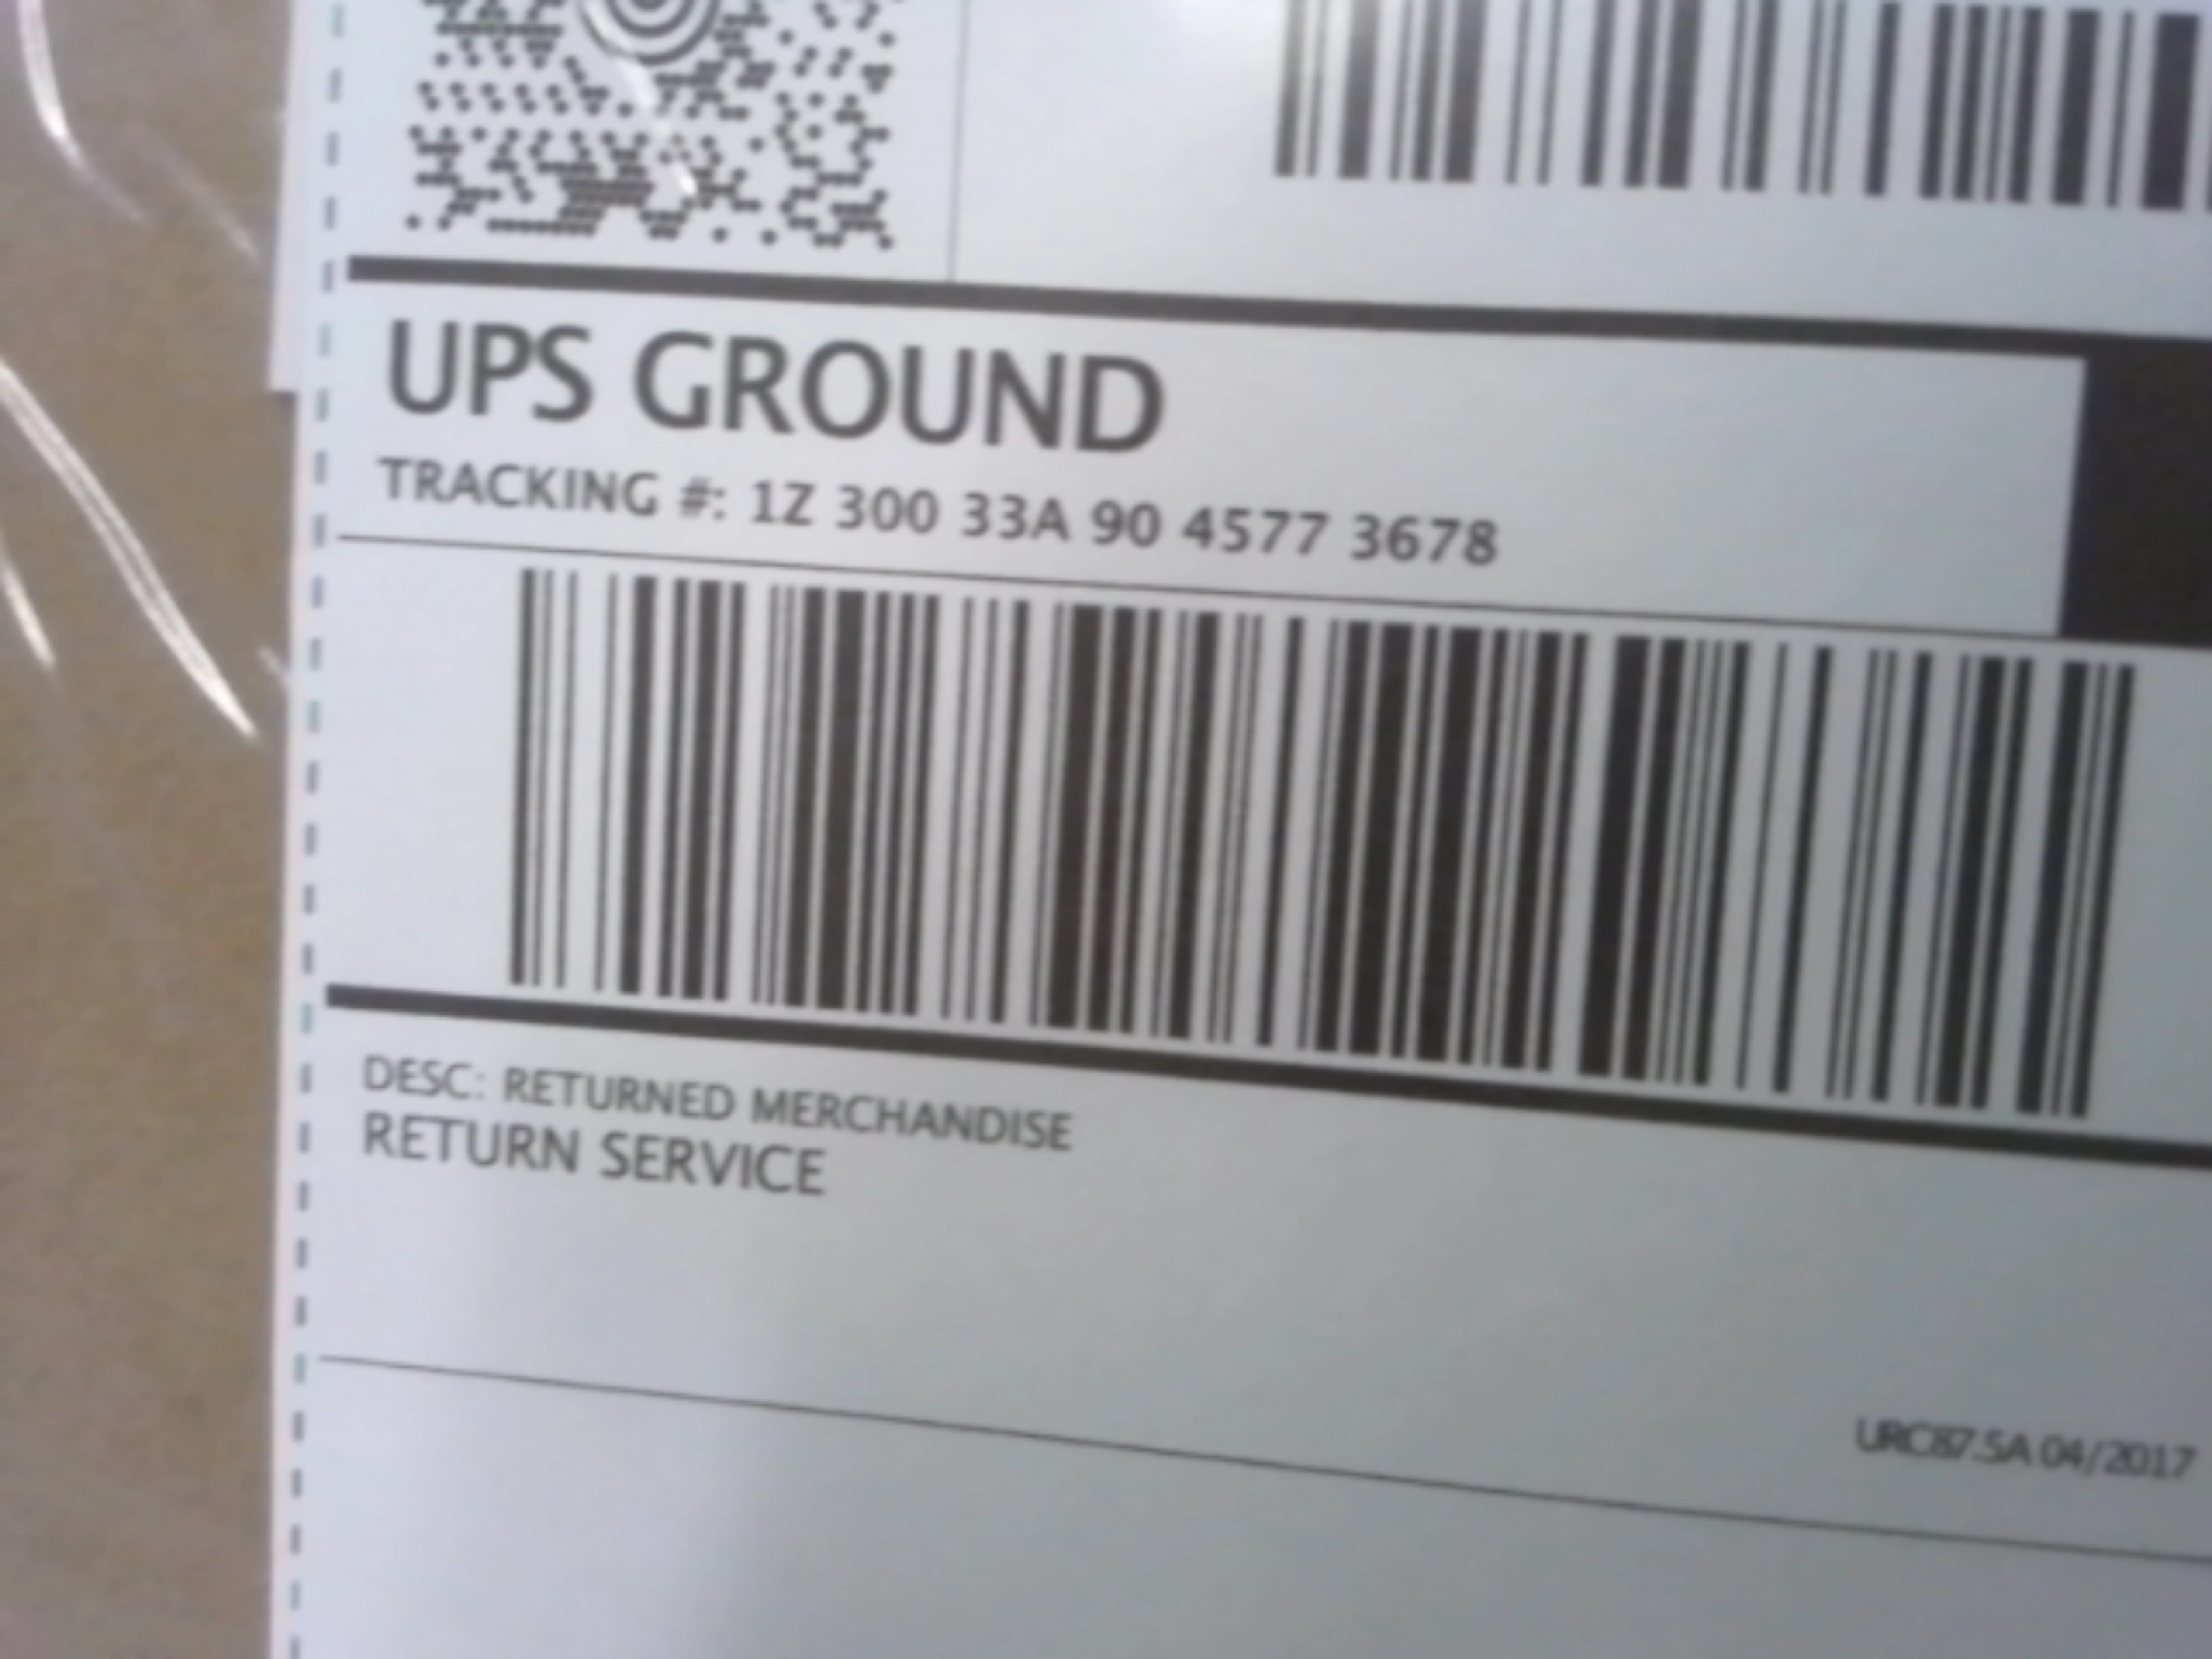 UPS GROUND
TRACKING #: 1Z 300 33A 90 4577 3678
DESC: RETURNED MERCHANDISE
RETURN SERVICE
URC87.5A 04/2017